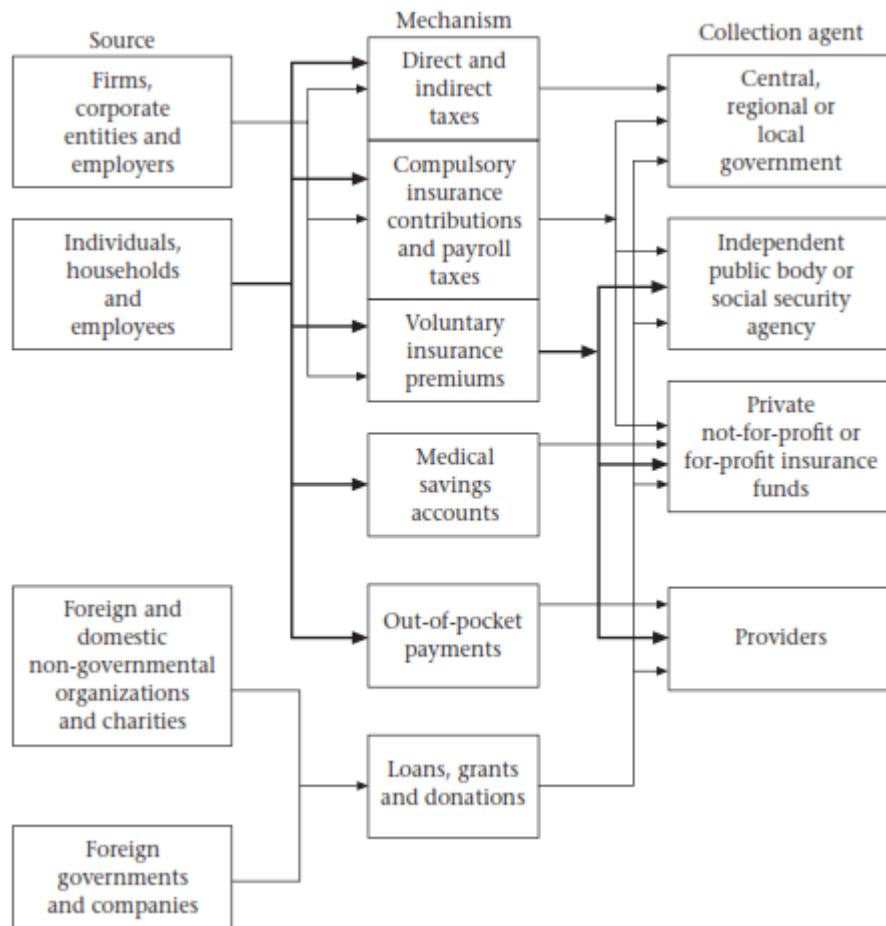 Source
Firms,
corporate
entities and
employers
Individuals,
households
and
employees
Foreign and
domestic
non-governmental
organizations
and charities
Foreign
governments
and companies
Mechanism
Direct and
indirect
taxes
Compulsory
insurance
contributions
and payroll
taxes
Voluntary
insurance
premiums
Medical
savings
accounts
Out-of-pocket
payments
Loans, grants
and donations
Collection agent
Central,
regional or
local
government
Independent
public body or
social security
agency
Private
not-for-profit or
for-profit insurance
funds
Providers